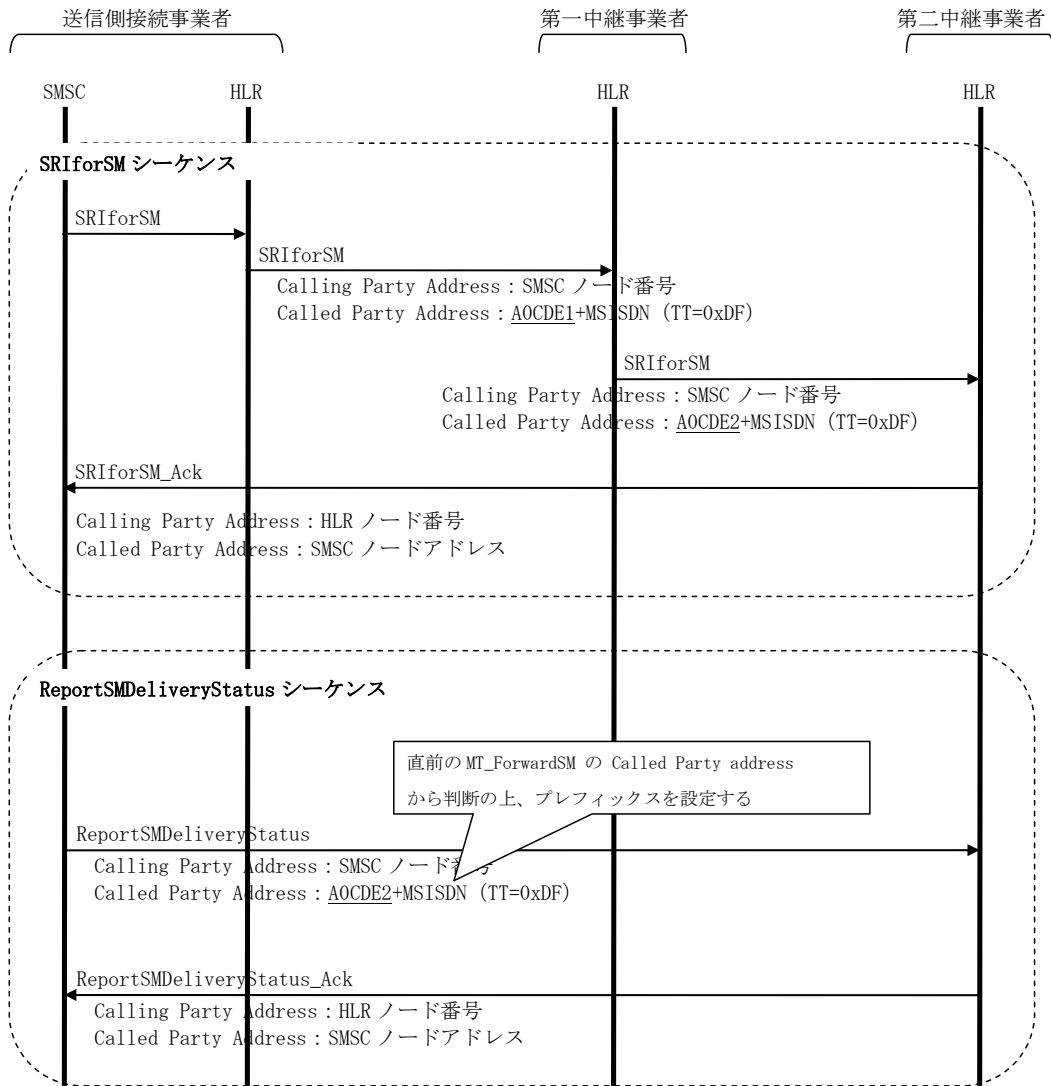 送信側接続事業者 第一中継事業者 第二中継事業者
SMSC HLR HLR HLR
SRIforSM シーケンス
SRIforSM
SRIforSM
Calling Party Address：SMSC ノード番号
Called Party Address：A0CDE1+MSISDN (TT=0xDF)
SRIforSM
Calling Party Address：SMSC ノード番号
Called Party Address：A0CDE2+MSISDN (TT=0xDF)
SRIforSM_Ack
Calling Party Address：HLR ノード番号
Called Party Address：SMSC ノードアドレス
ReportSMDeliveryStatus シーケンス
直前の MT_ForwardSM の Called Party address
から判断の上、プレフィックスを設定する
ReportSMDeliveryStatus
Calling Party Address：SMSC ノード番号
Called Party Address：A0CDE2+MSISDN (TT=0xDF)
ReportSMDeliveryStatus_Ack
Calling Party Address：HLR ノード番号
Called Party Address：SMSC ノードアドレス